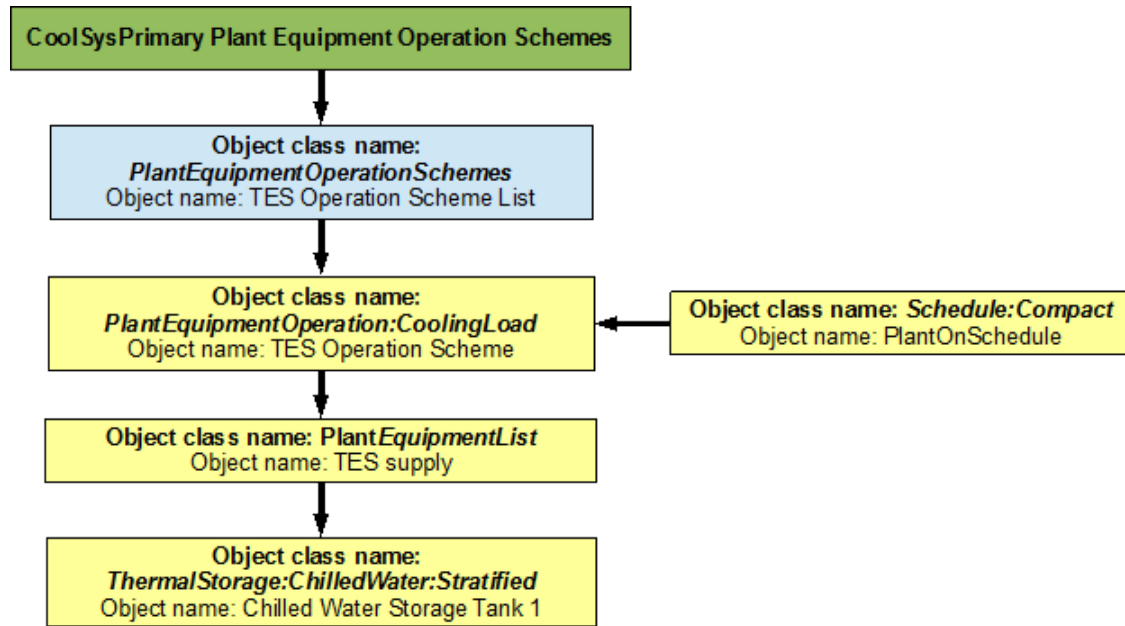 CoolSysPrimary Plant Equipment Operation Schemes
Object class name:
PlantEquipmentOperationSchemes
Object name: TES Operation Scheme List
Object class name:
PlantEquipmentOperation:CoolingLoad
Object name: TES Operation Scheme
Object class name: Schedule:Compact
Object name: PlantOnSchedule
Object class name: PlantEquipmentList
Object name: TES supply
Object class name:
ThermalStorage:ChilledWater:Stratified
Object name: Chilled Water Storage Tank 1